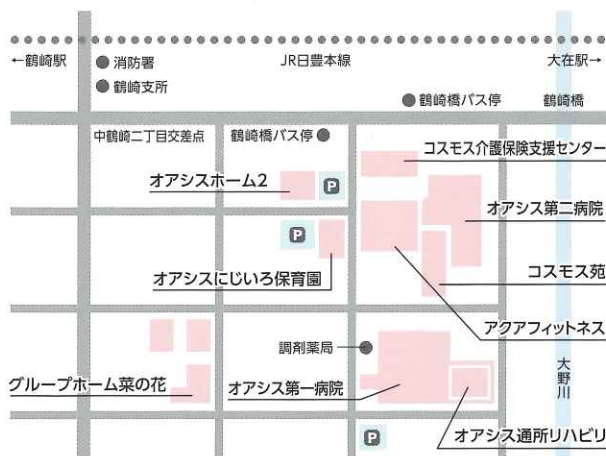 ←鶴崎駅
消防署
JR日豊本線
大在駅→
鶴崎支所
鶴崎橋バス停
鶴崎橋
中鶴崎二丁目交差点
鶴崎橋バス停
コスモス介護保険支援センター
オアシスホーム2
P
オアシス第二病院
P
オアシスにじいろ保育園
コスモス苑
アクアフィットネス
調剤薬局
大野川
グループホーム菜の花
オアシス第一病院
P
オアシス通所リハビリ